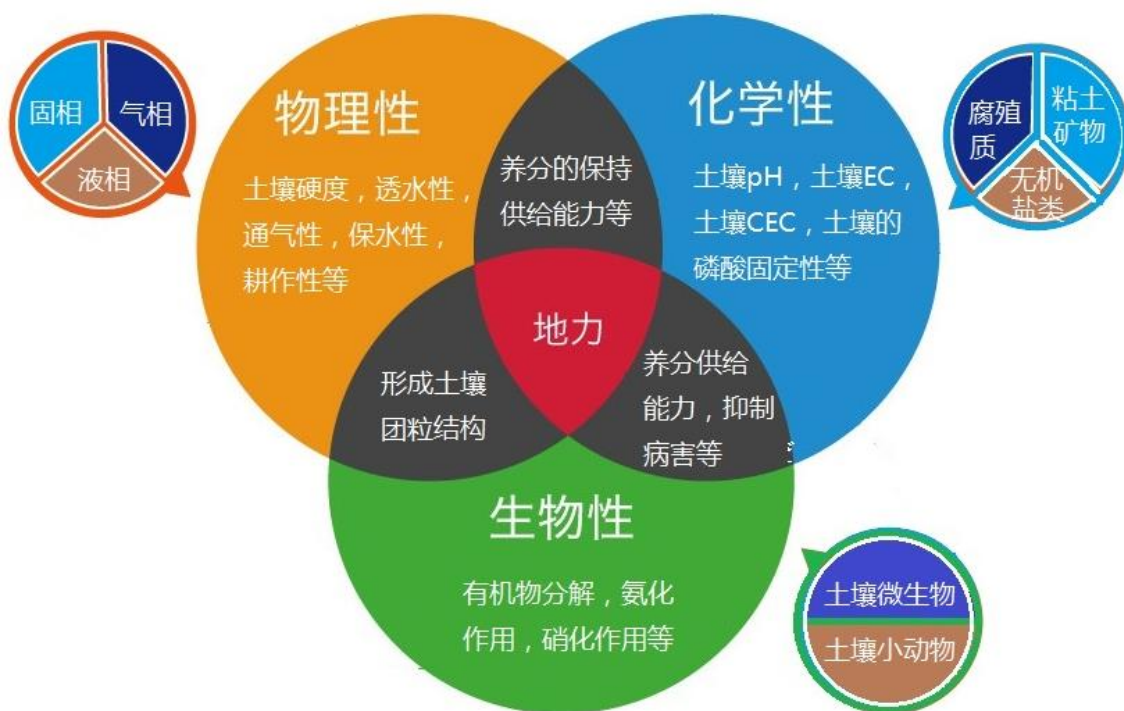 固相
气相
液相
物理性
土壤硬度，透水性，
通气性，保水性，
耕作性等
养分的保持
供给能力等
化学性
土壤pH，土壤EC，
土壤CEC，土壤的
磷酸固定性等
腐殖
质
粘土
矿物
无机
盐类
地力
形成土壤
团粒结构
养分供给
能力，抑制
病害等
生物性
有机物分解，氨化
作用，硝化作用等
土壤微生物
土壤小动物